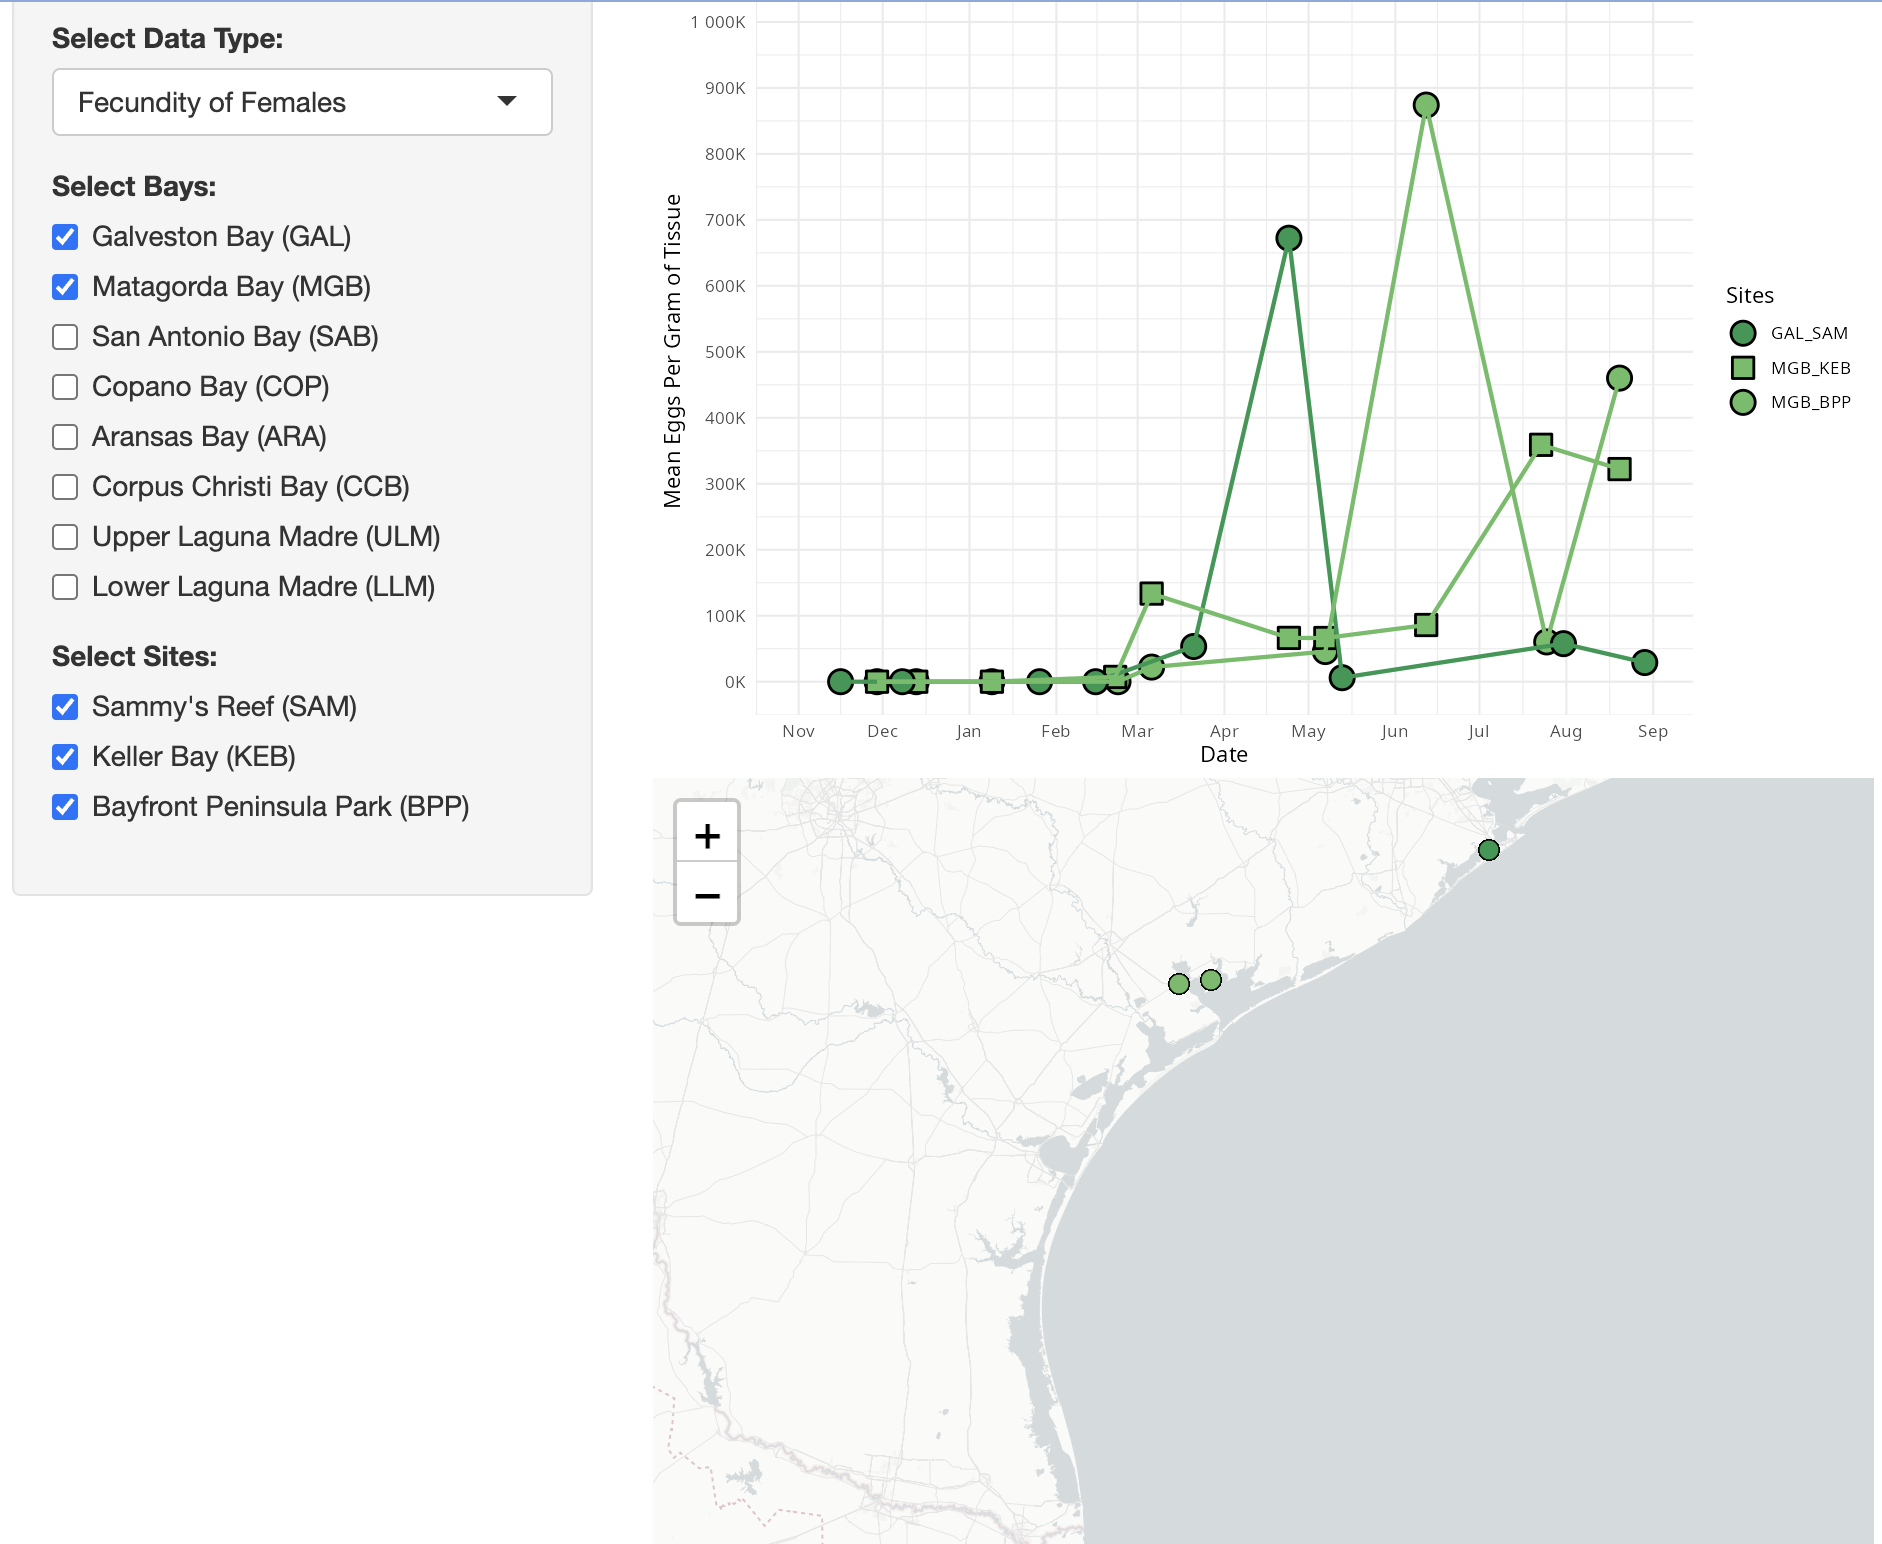 Select Data Type:
Fecundity of Females
Select Bays:
Galveston Bay (GAL)
Matagorda Bay (MGB)
San Antonio Bay (SAB)
Copano Bay (COP)
Aransas Bay (ARA)
Corpus Christi Bay (CCB)
Upper Laguna Madre (ULM)
Lower Laguna Madre (LLM)
Select Sites:
Sammy's Reef (SAM)
Keller Bay (KEB)
Bayfront Peninsula Park (BPP)
Mean Eggs Per Gram of Tissue
1 000K
900K
800K
700K
600K
500K
400K
300K
200K
100K
0K
Nov Dec Jan Feb Mar Apr May Jun Jul Aug Sep
Date
Sites
GAL_SAM
MGB_KEB
MGB_BPP
+
−